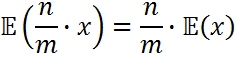 𝔼(n/m · x) = n/m · 𝔼(x)